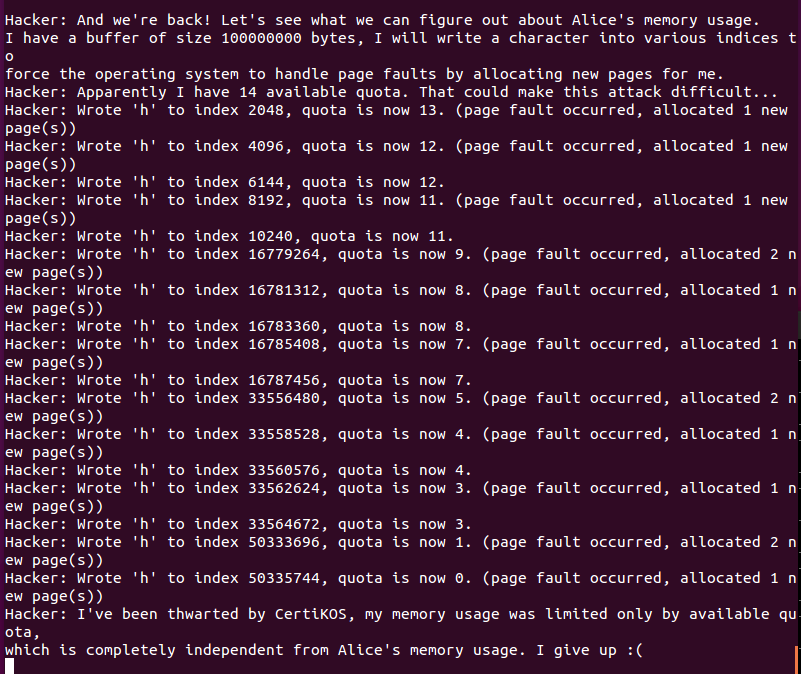 Hacker: And we're back! Let's see what we can figure out about Alice's memory usage.
I have a buffer of size 100000000 bytes, I will write a character into various indices t
o
force the operating system to handle page faults by allocating new pages for me.
Hacker: Apparently I have 14 available quota. That could make this attack difficult...
Hacker: Wrote 'h' to index 2048, quota is now 13. (page fault occurred, allocated 1 new
page(s))
Hacker: Wrote 'h' to index 4096, quota is now 12. (page fault occurred, allocated 1 new
page(s))
Hacker: Wrote 'h' to index 6144, quota is now 12.
Hacker: Wrote 'h' to index 8192, quota is now 11. (page fault occurred, allocated 1 new
page(s))
Hacker: Wrote 'h' to index 10240, quota is now 11.
Hacker: Wrote 'h' to index 16779264, quota is now 9. (page fault occurred, allocated 2 n
ew page(s))
Hacker: Wrote 'h' to index 16781312, quota is now 8. (page fault occurred, allocated 1 n
ew page(s))
Hacker: Wrote 'h' to index 16783360, quota is now 8.
Hacker: Wrote 'h' to index 16785408, quota is now 7. (page fault occurred, allocated 1 n
ew page(s))
Hacker: Wrote 'h' to index 16787456, quota is now 7.
Hacker: Wrote 'h' to index 33556480, quota is now 5. (page fault occurred, allocated 2 n
ew page(s))
Hacker: Wrote 'h' to index 33558528, quota is now 4. (page fault occurred, allocated 1 n
ew page(s))
Hacker: Wrote 'h' to index 33560576, quota is now 4.
Hacker: Wrote 'h' to index 33562624, quota is now 3. (page fault occurred, allocated 1 n
ew page(s))
Hacker: Wrote 'h' to index 33564672, quota is now 3.
Hacker: Wrote 'h' to index 50333696, quota is now 1. (page fault occurred, allocated 2 n
ew page(s))
Hacker: Wrote 'h' to index 50335744, quota is now 0. (page fault occurred, allocated 1 n
ew page(s))
Hacker: I've been thwarted by CertiKOS, my memory usage was limited only by available qu
ota,
which is completely independent from Alice's memory usage. I give up :(